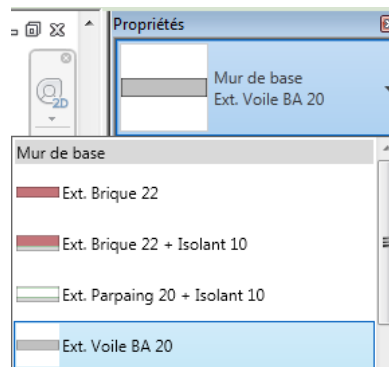 Propriétés
2D
Mur de base
Ext. Voile BA 20
Mur de base
Ext. Brique 22
Ext. Brique 22 + Isolant 10
Ext. Parpaing 20 + Isolant 10
Ext. Voile BA 20